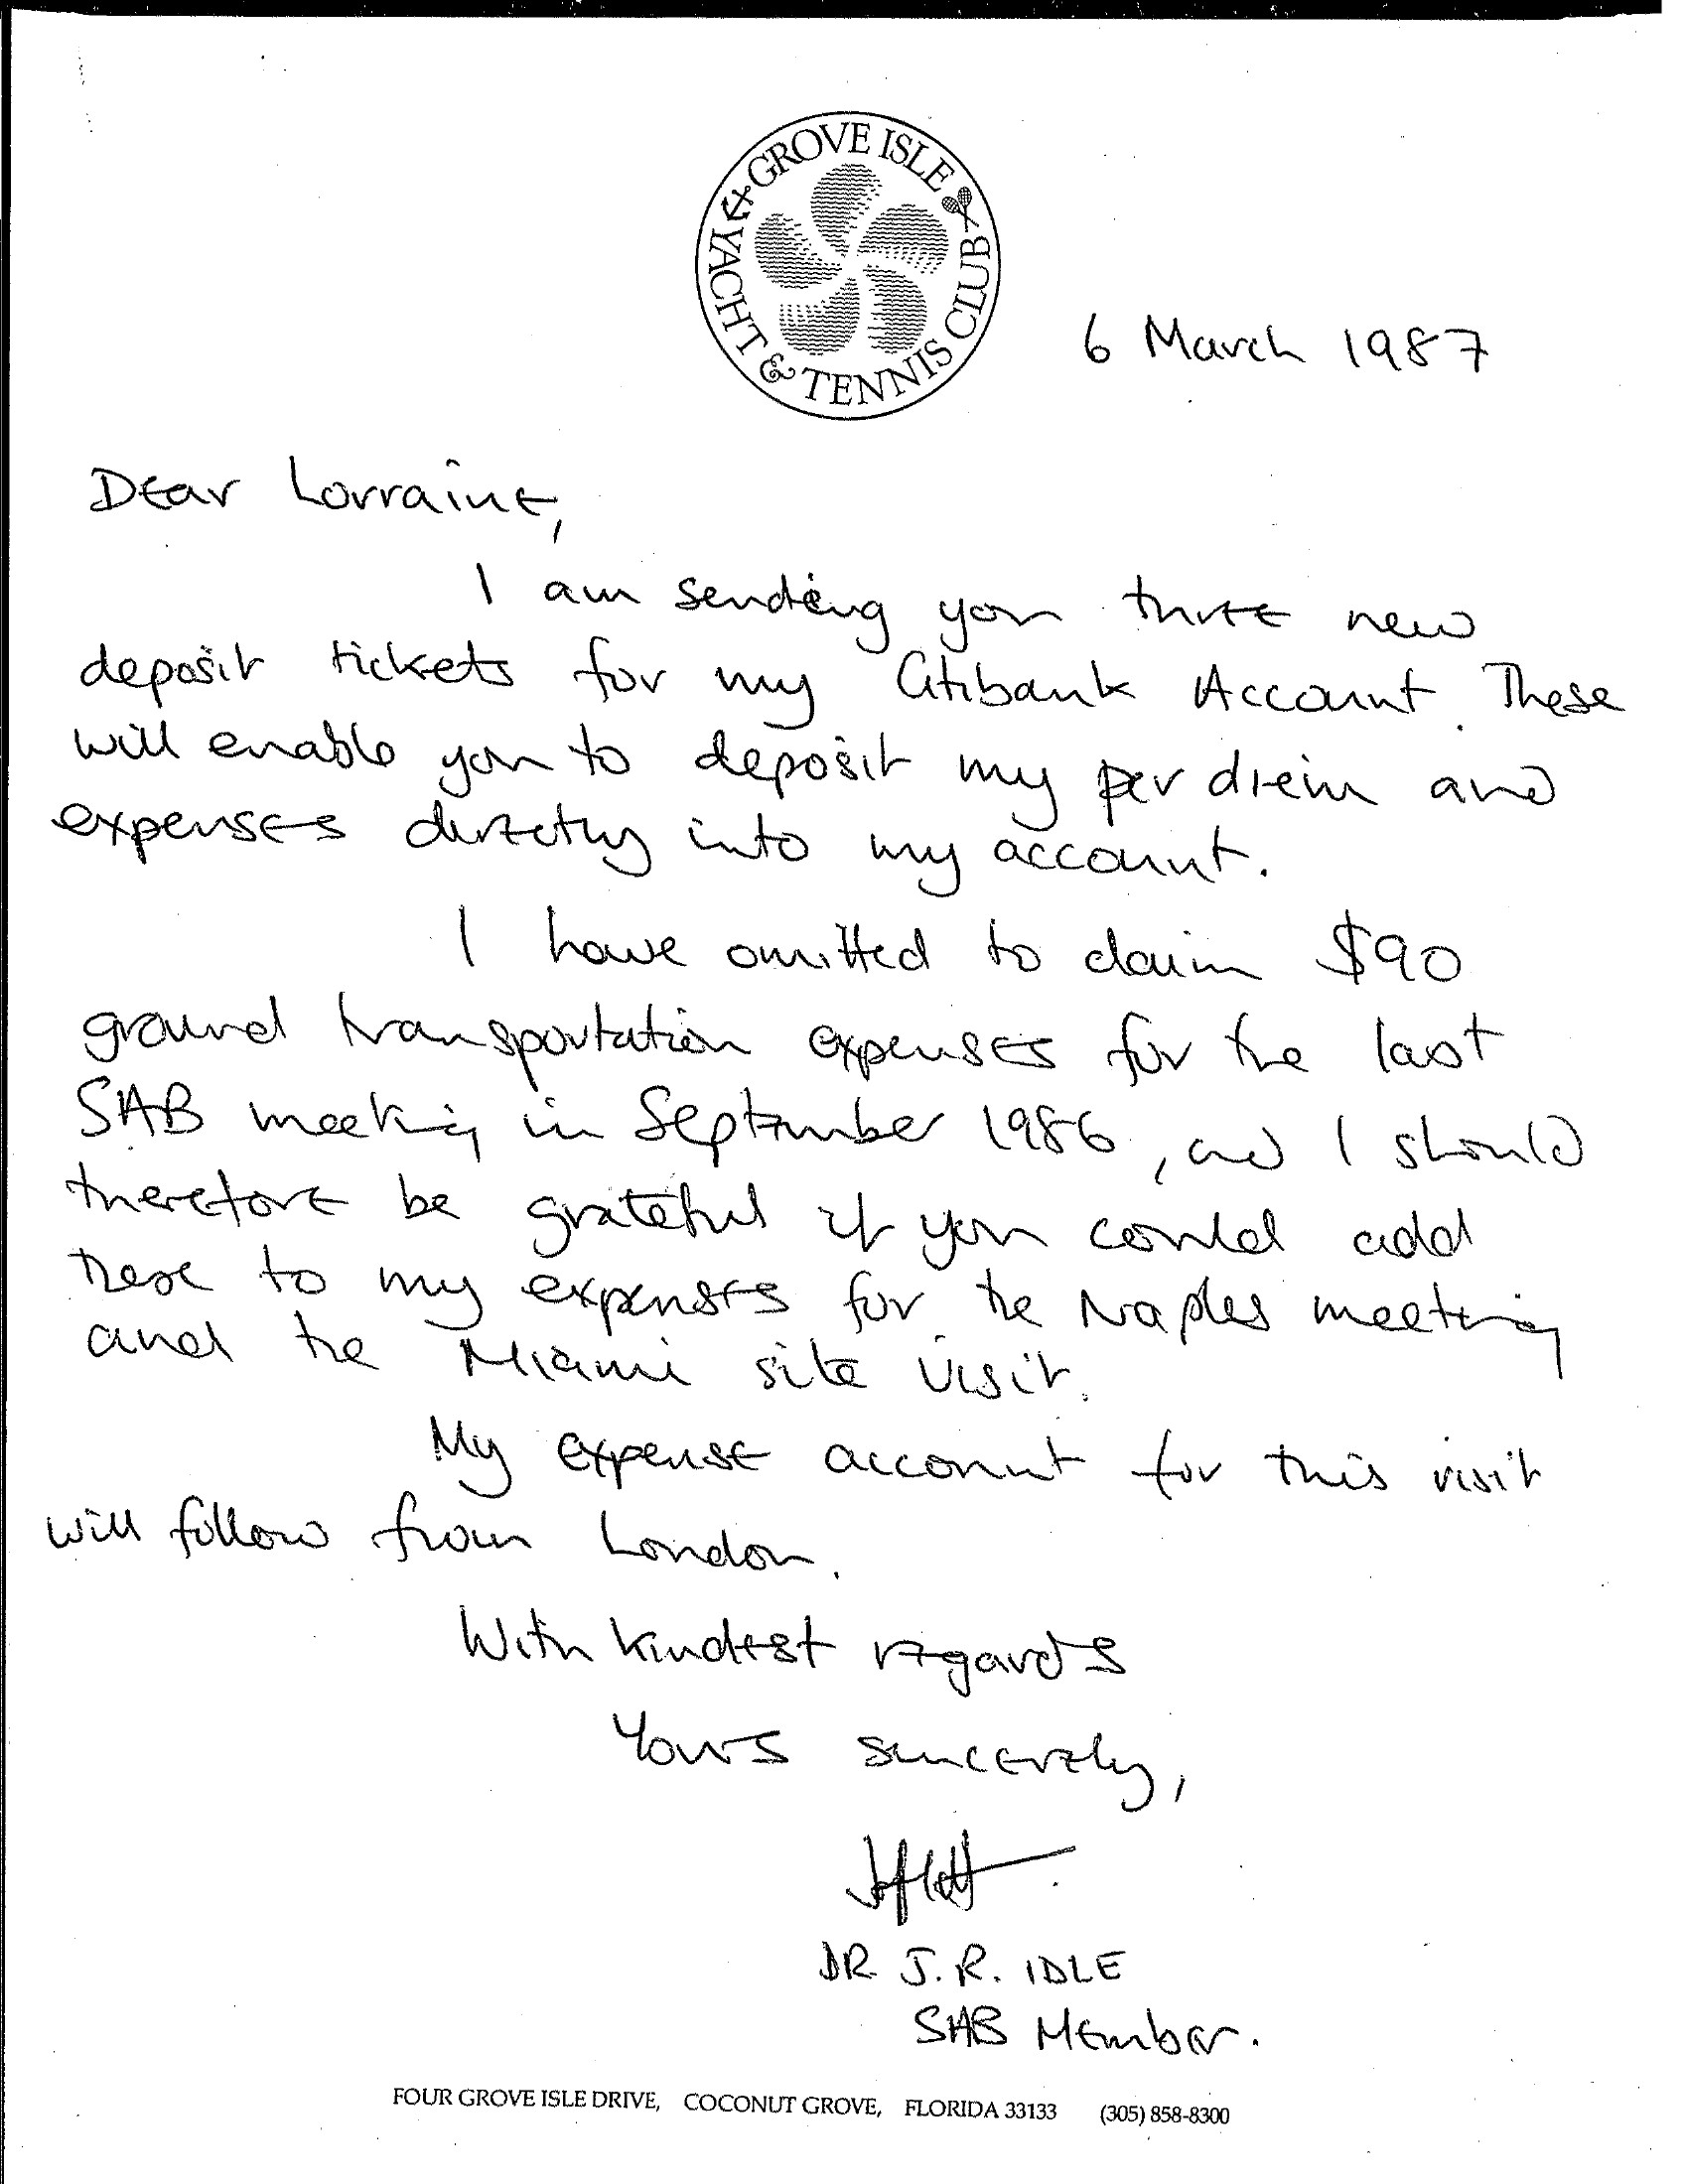 GROVE ISLE
YACHT & TENNIS CLUB
6 March 1987
Dear Lorraine,
I am sending you three new
deposit tickets for my Citibank Account. These
will enable you to deposit my per diem and
expenses directly into my account.
I have omitted to claim $90
ground transportation expenses for the last
SAB meeting in September 1986, and I should
therefore be grateful if you could add
these to my expenses for the Naples meeting
and the Miami site visit.
My expense account for this visit
will follow from London.
With kindest regards
Yours sincerely,
DR J.R. IDLE
SAB Member.
FOUR GROVE ISLE DRIVE, COCONUT GROVE, FLORIDA 33133 (305) 858-8300